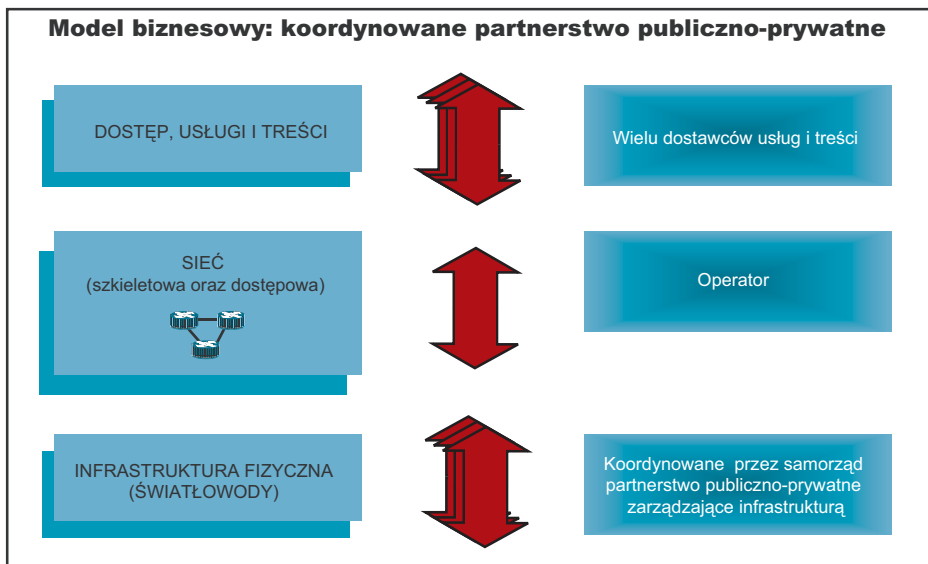 Model biznesowy: koordynowane partnerstwo publiczno-prywatne
DOSTĘP, USŁUGI I TREŚCI
Wielu dostawców usług i treści
SIEĆ
(szkieletowa oraz dostępowa)
Operator
INFRASTRUKTURA FIZYCZNA
(ŚWIATŁOWODY)
Koordynowane przez samorząd
partnerstwo publiczno-prywatne
zarządzające infrastrukturą